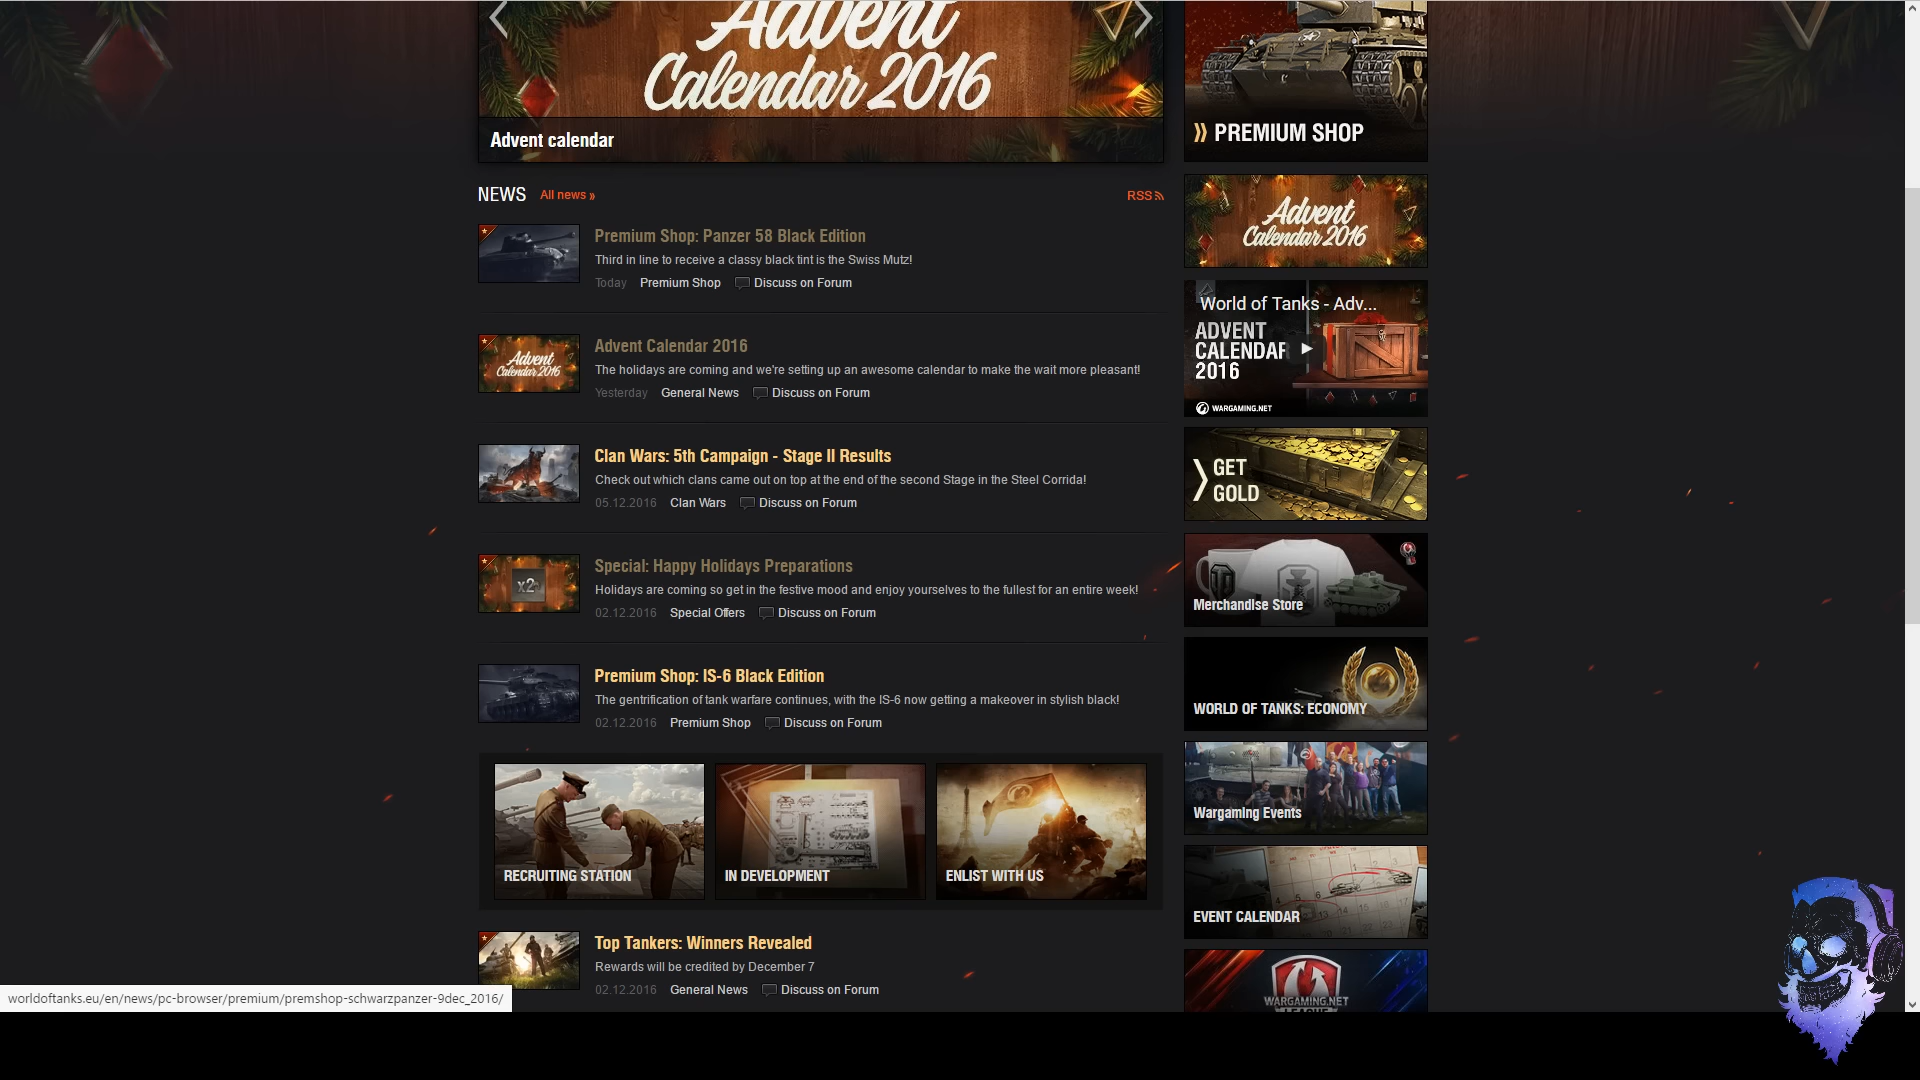 Advent
Calendar 2016
Advent calendar
NEWS All news » RSS
Premium Shop: Panzer 58 Black Edition
Third in line to receive a classy black tint is the Swiss Mutz!
Today Premium Shop Discuss on Forum
Advent
Calendar 2016
Advent Calendar 2016
The holidays are coming and we're setting up an awesome calendar to make the wait more pleasant!
Yesterday General News Discuss on Forum
Clan Wars: 5th Campaign - Stage II Results
Check out which clans came out on top at the end of the second Stage in the Steel Corrida!
05.12.2016 Clan Wars Discuss on Forum
x2
Special: Happy Holidays Preparations
Holidays are coming so get in the festive mood and enjoy yourselves to the fullest for an entire week!
02.12.2016 Special Offers Discuss on Forum
Premium Shop: IS-6 Black Edition
The gentrification of tank warfare continues, with the IS-6 now getting a makeover in stylish black!
02.12.2016 Premium Shop Discuss on Forum
RECRUITING STATION
IN DEVELOPMENT
ENLIST WITH US
Top Tankers: Winners Revealed
Rewards will be credited by December 7
02.12.2016 General News Discuss on Forum
PREMIUM SHOP
Advent
Calendar 2016
World of Tanks - Adv...
ADVENT
CALENDAR
2016
WARGAMING.NET
GET
GOLD
Merchandise Store
WORLD OF TANKS: ECONOMY
Wargaming Events
EVENT CALENDAR
WARGAMING.NET
LEAGUE
worldoftanks.eu/en/news/pc-browser/premium/premshop-schwarzpanzer-9dec_2016/